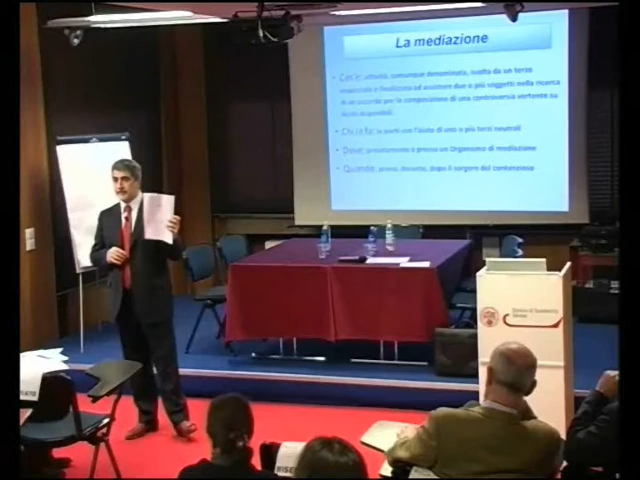 La mediazione
• Cos'è: attività, comunque denominata, svolta da un terzo
imparziale e finalizzata ad assistere due o più soggetti nella ricerca
di un accordo per la composizione di una controversia vertente su
diritti disponibili
• Chi la fa: le parti con l'aiuto di uno o più terzi neutrali
• Dove: privatamente o presso un Organismo di mediazione
• Quando: prima, durante, dopo il sorgere del contenzioso